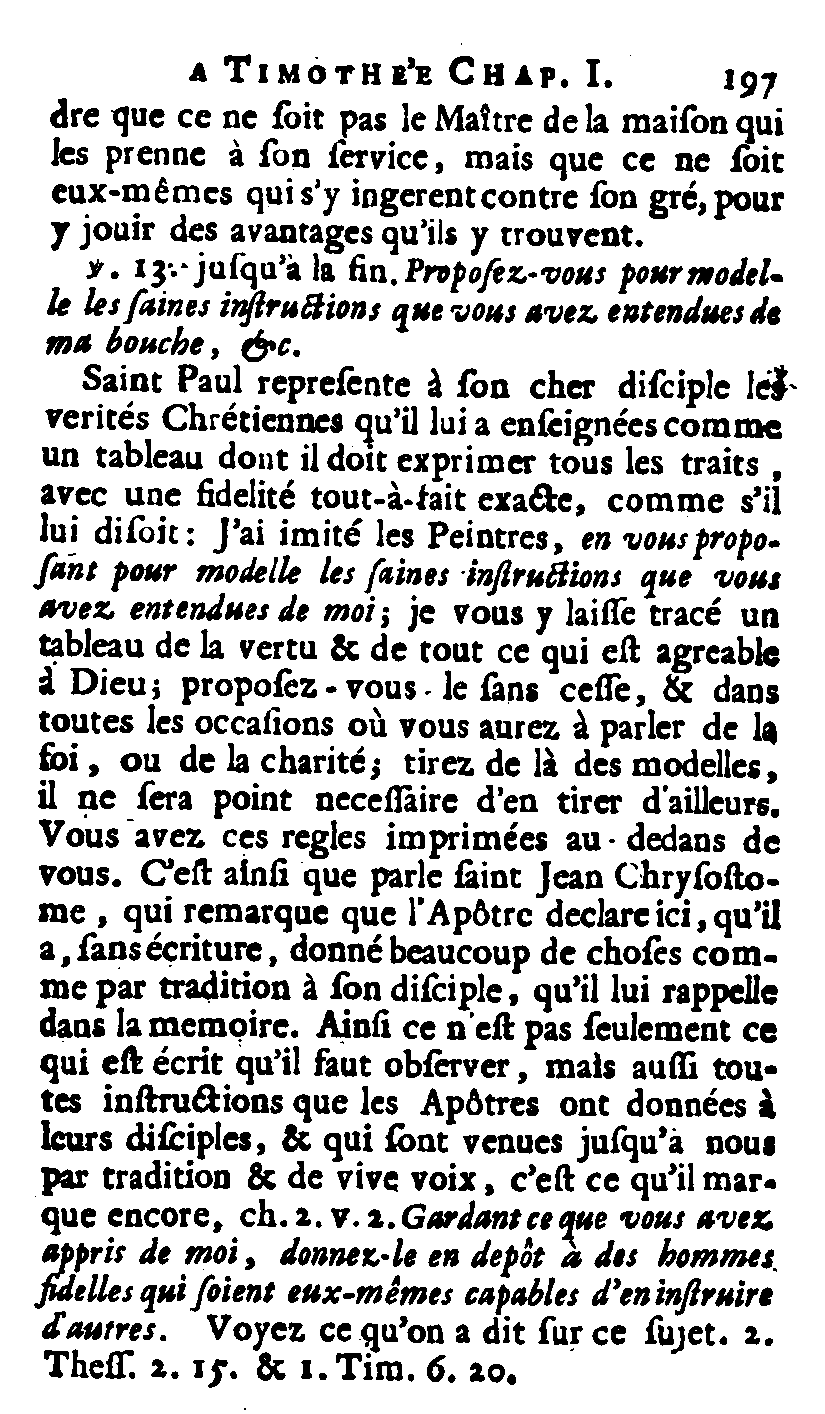 A TIMOTHE'E CHAP. I. 197
dre que ce ne ſoit pas le Maître de la maiſon qui
les prenne à ſon ſervice, mais que ce ne ſoit
eux-mêmes qui s'y ingerent contre ſon gré, pour
y jouir des avantages qu'ils y trouvent.
℣. 13. juſqu'à la fin. Propoſez-vous pour model-
le les ſaines inſtructions que vous avez entendues de
ma bouche, &c.
Saint Paul repreſente à ſon cher diſciple les
verités Chrétiennes qu'il lui a enſeignées comme
un tableau dont il doit exprimer tous les traits,
avec une fidelité tout-à-fait exacte, comme s'il
lui diſoit: J'ai imité les Peintres, en vous propo-
ſant pour modelle les ſaines inſtructions que vous
avez entendues de moi; je vous y laiſſe tracé un
tableau de la vertu & de tout ce qui eſt agreable
à Dieu; propoſez-vous-le ſans ceſſe, & dans
toutes les occaſions où vous aurez à parler de la
foi, ou de la charité; tirez de là des modelles,
il ne ſera point neceſſaire d'en tirer d'ailleurs.
Vous avez ces regles imprimées au-dedans de
vous. C'eſt ainſi que parle ſaint Jean Chryſoſto-
me, qui remarque que l'Apôtre declare ici, qu'il
a, ſans écriture, donné beaucoup de choſes com-
me par tradition à ſon diſciple, qu'il lui rappelle
dans la memoire. Ainſi ce n'eſt pas ſeulement ce
qui eſt écrit qu'il faut obſerver, mais auſſi tou-
tes inſtructions que les Apôtres ont données à
leurs diſciples, & qui ſont venues juſqu'à nous
par tradition & de vive voix, c'eſt ce qu'il mar-
que encore, ch. 2. v. 2. Gardant ce que vous avez
appris de moi, donnez-le en depôt à des hommes
fidelles qui ſoient eux-mêmes capables d'en inſtruire
d'autres. Voyez ce qu'on a dit ſur ce ſujet. 2.
Theſſ. 2. 15. & 1. Tim. 6. 20.